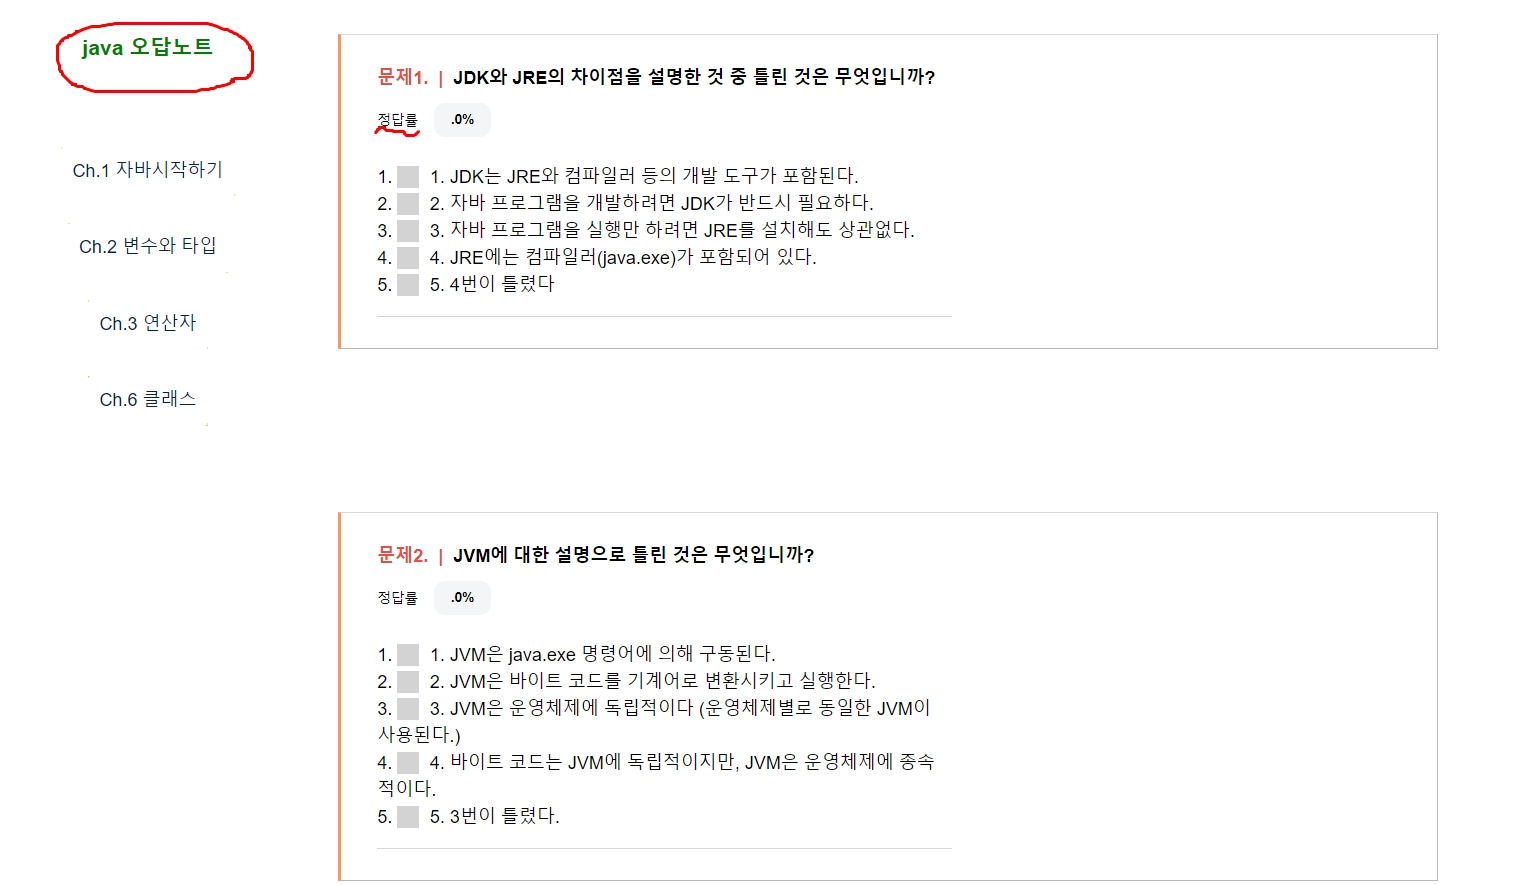 java 오답노트
Ch.1 자바시작하기
Ch.2 변수와 타입
Ch.3 연산자
Ch.6 클래스
문제1. | JDK와 JRE의 차이점을 설명한 것 중 틀린 것은 무엇입니까?
정답률 .0%
1. 1. JDK는 JRE와 컴파일러 등의 개발 도구가 포함된다.
2. 2. 자바 프로그램을 개발하려면 JDK가 반드시 필요하다.
3. 3. 자바 프로그램을 실행만 하려면 JRE를 설치해도 상관없다.
4. 4. JRE에는 컴파일러(java.exe)가 포함되어 있다.
5. 5. 4번이 틀렸다
문제2. | JVM에 대한 설명으로 틀린 것은 무엇입니까?
정답률 .0%
1. 1. JVM은 java.exe 명령어에 의해 구동된다.
2. 2. JVM은 바이트 코드를 기계어로 변환시키고 실행한다.
3. 3. JVM은 운영체제에 독립적이다 (운영체제별로 동일한 JVM이
사용된다.)
4. 4. 바이트 코드는 JVM에 독립적이지만, JVM은 운영체제에 종속
적이다.
5. 5. 3번이 틀렸다.